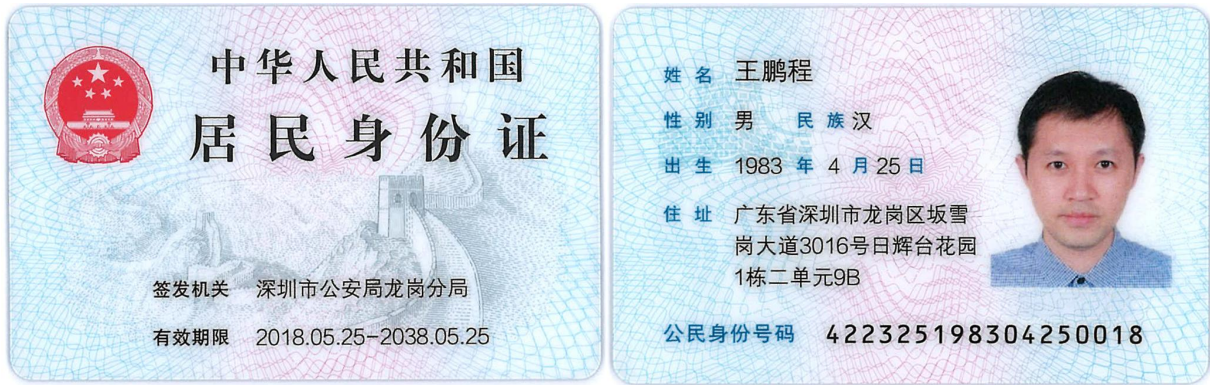 中华人民共和国
居民身份证
签发机关 深圳市公安局龙岗分局
有效期限 2018.05.25-2038.05.25
姓名 王鹏程
性别 男 民族 汉
出生 1983 年 4 月 25 日
住址 广东省深圳市龙岗区坂雪
岗大道3016号日辉台花园
1栋二单元9B
公民身份号码 422325198304250018